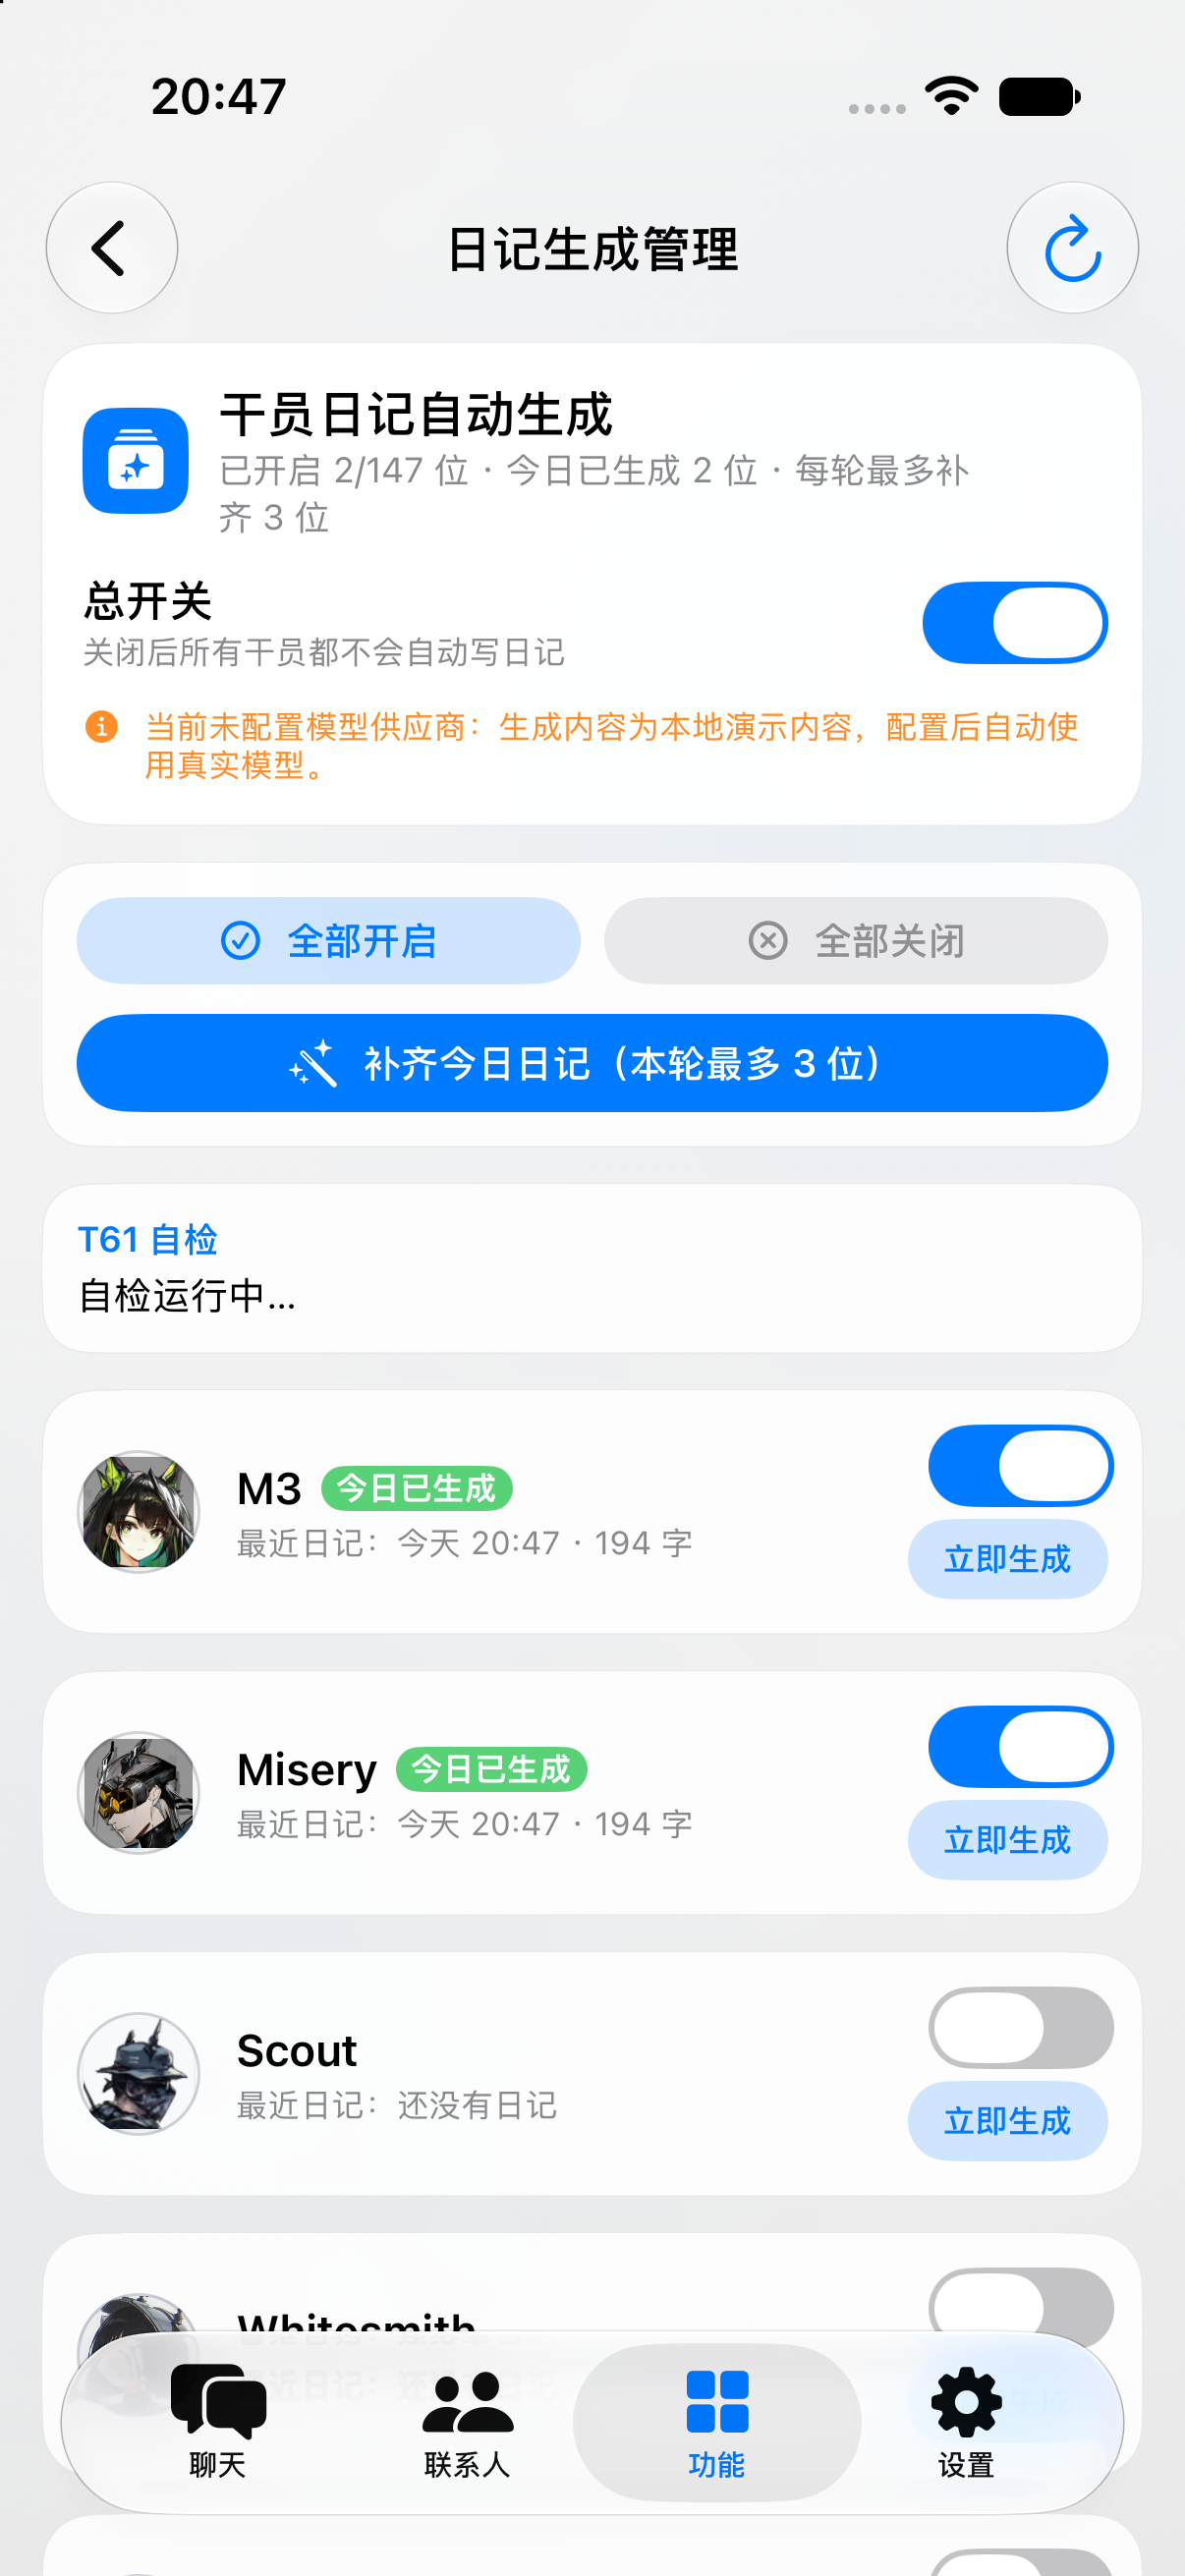 20:47
日记生成管理
干员日记自动生成
已开启 2/147 位 · 今日已生成 2 位 · 每轮最多补
齐 3 位
总开关
关闭后所有干员都不会自动写日记
当前未配置模型供应商：生成内容为本地演示内容，配置后自动使
用真实模型。
全部开启
全部关闭
补齐今日日记（本轮最多 3 位）
T61 自检
自检运行中...
M3 今日已生成
最近日记：今天 20:47 · 194 字
立即生成
Misery 今日已生成
最近日记：今天 20:47 · 194 字
立即生成
Scout
最近日记：还没有日记
立即生成
Whitesmith
聊天
联系人
功能
设置